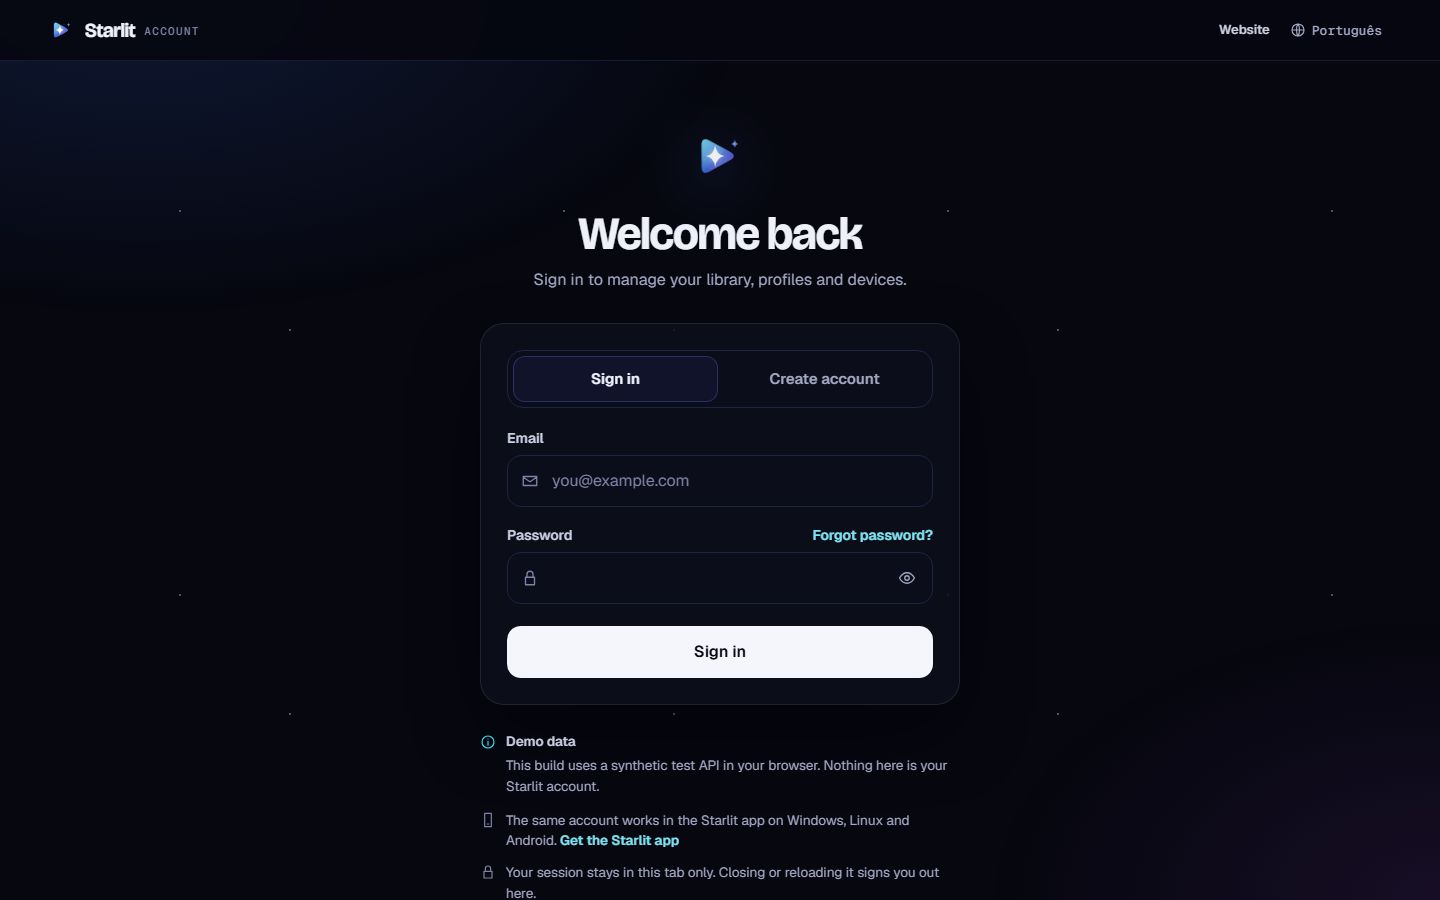 Starlit ACCOUNT
Website
Português
Welcome back
Sign in to manage your library, profiles and devices.
Sign in
Create account
Email
you@example.com
Password
Forgot password?
Sign in
Demo data
This build uses a synthetic test API in your browser. Nothing here is your
Starlit account.
The same account works in the Starlit app on Windows, Linux and
Android. Get the Starlit app
Your session stays in this tab only. Closing or reloading it signs you out
here.